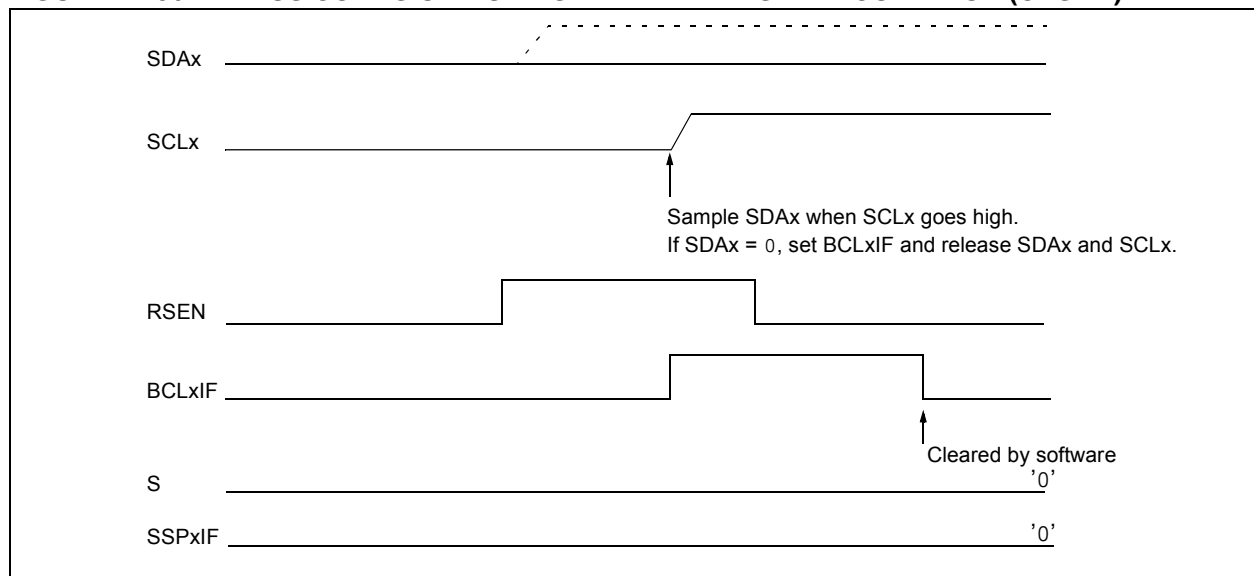 SDAx
SCLx
Sample SDAx when SCLx goes high.
If SDAx = 0, set BCLxIF and release SDAx and SCLx.
RSEN
BCLxIF
Cleared by software
S
'0'
SSPxIF
'0'